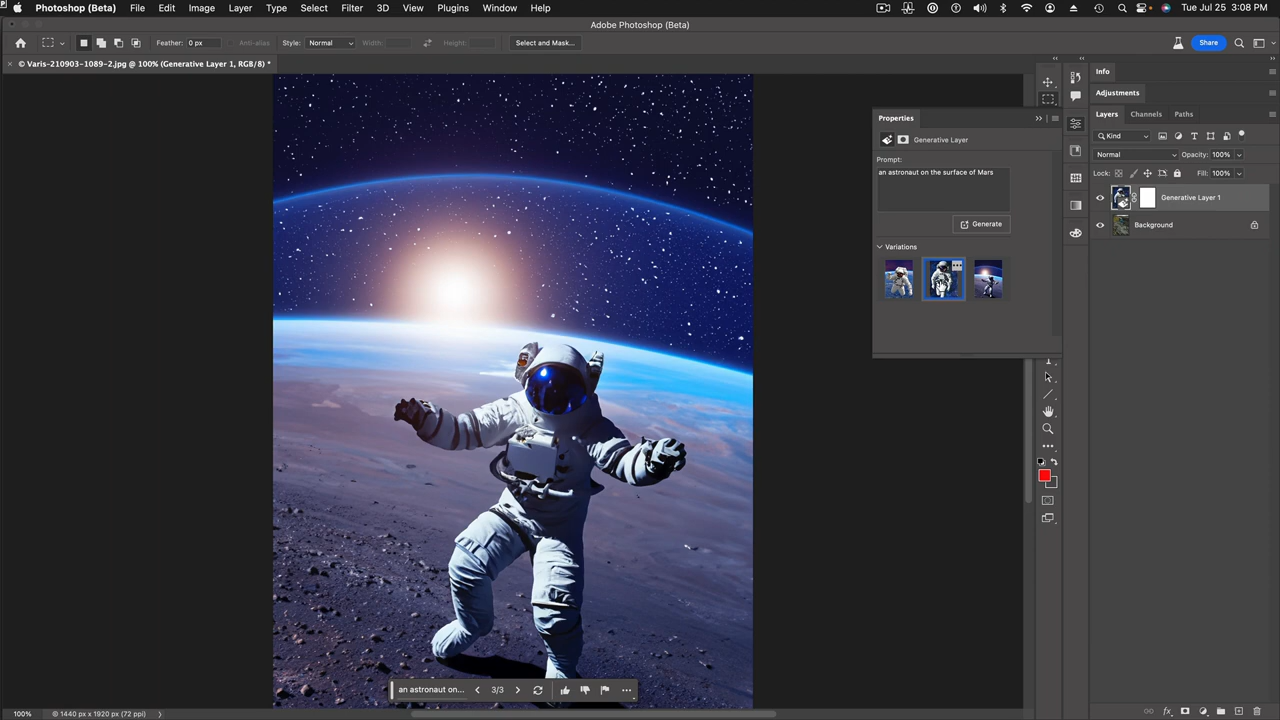 Photoshop (Beta) File Edit Image Layer Type Select Filter 3D View Plugins Window Help Tue Jul 25 3:08 PM
Adobe Photoshop (Beta)
Feather: 0 px Anti-alias Style: Normal Width: Height: Select and Mask... Share
© Varis-210903-1089-2.jpg @ 100% (Generative Layer 1, RGB/8) *
Info
Adjustments
Layers Channels Paths
Kind
Normal Opacity: 100%
Lock: Fill: 100%
Generative Layer 1
Background
Properties
Generative Layer
Prompt:
an astronaut on the surface of Mars
Generate
Variations
an astronaut on... 3/3
100% © 1440 px x 1920 px (72 ppi)